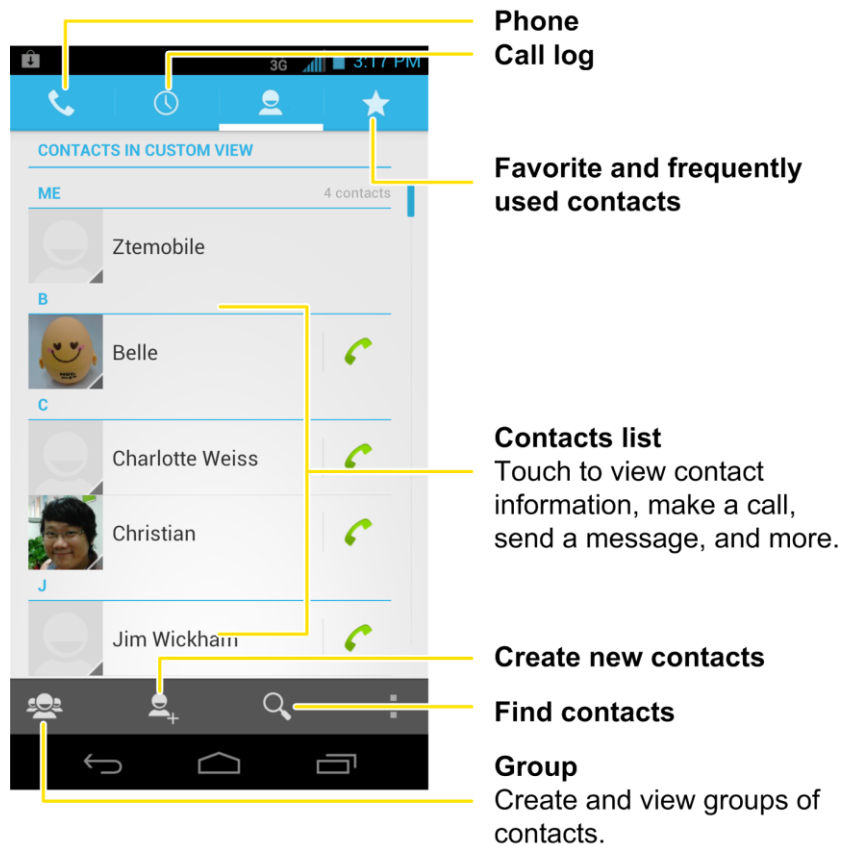 Phone
Call log
3G 3:17 PM
CONTACTS IN CUSTOM VIEW
Favorite and frequently
used contacts
ME 4 contacts
Ztemobile
B
Belle
C
Charlotte Weiss
Christian
J
Jim Wickham
Contacts list
Touch to view contact
information, make a call,
send a message, and more.
Create new contacts
Find contacts
Group
Create and view groups of
contacts.